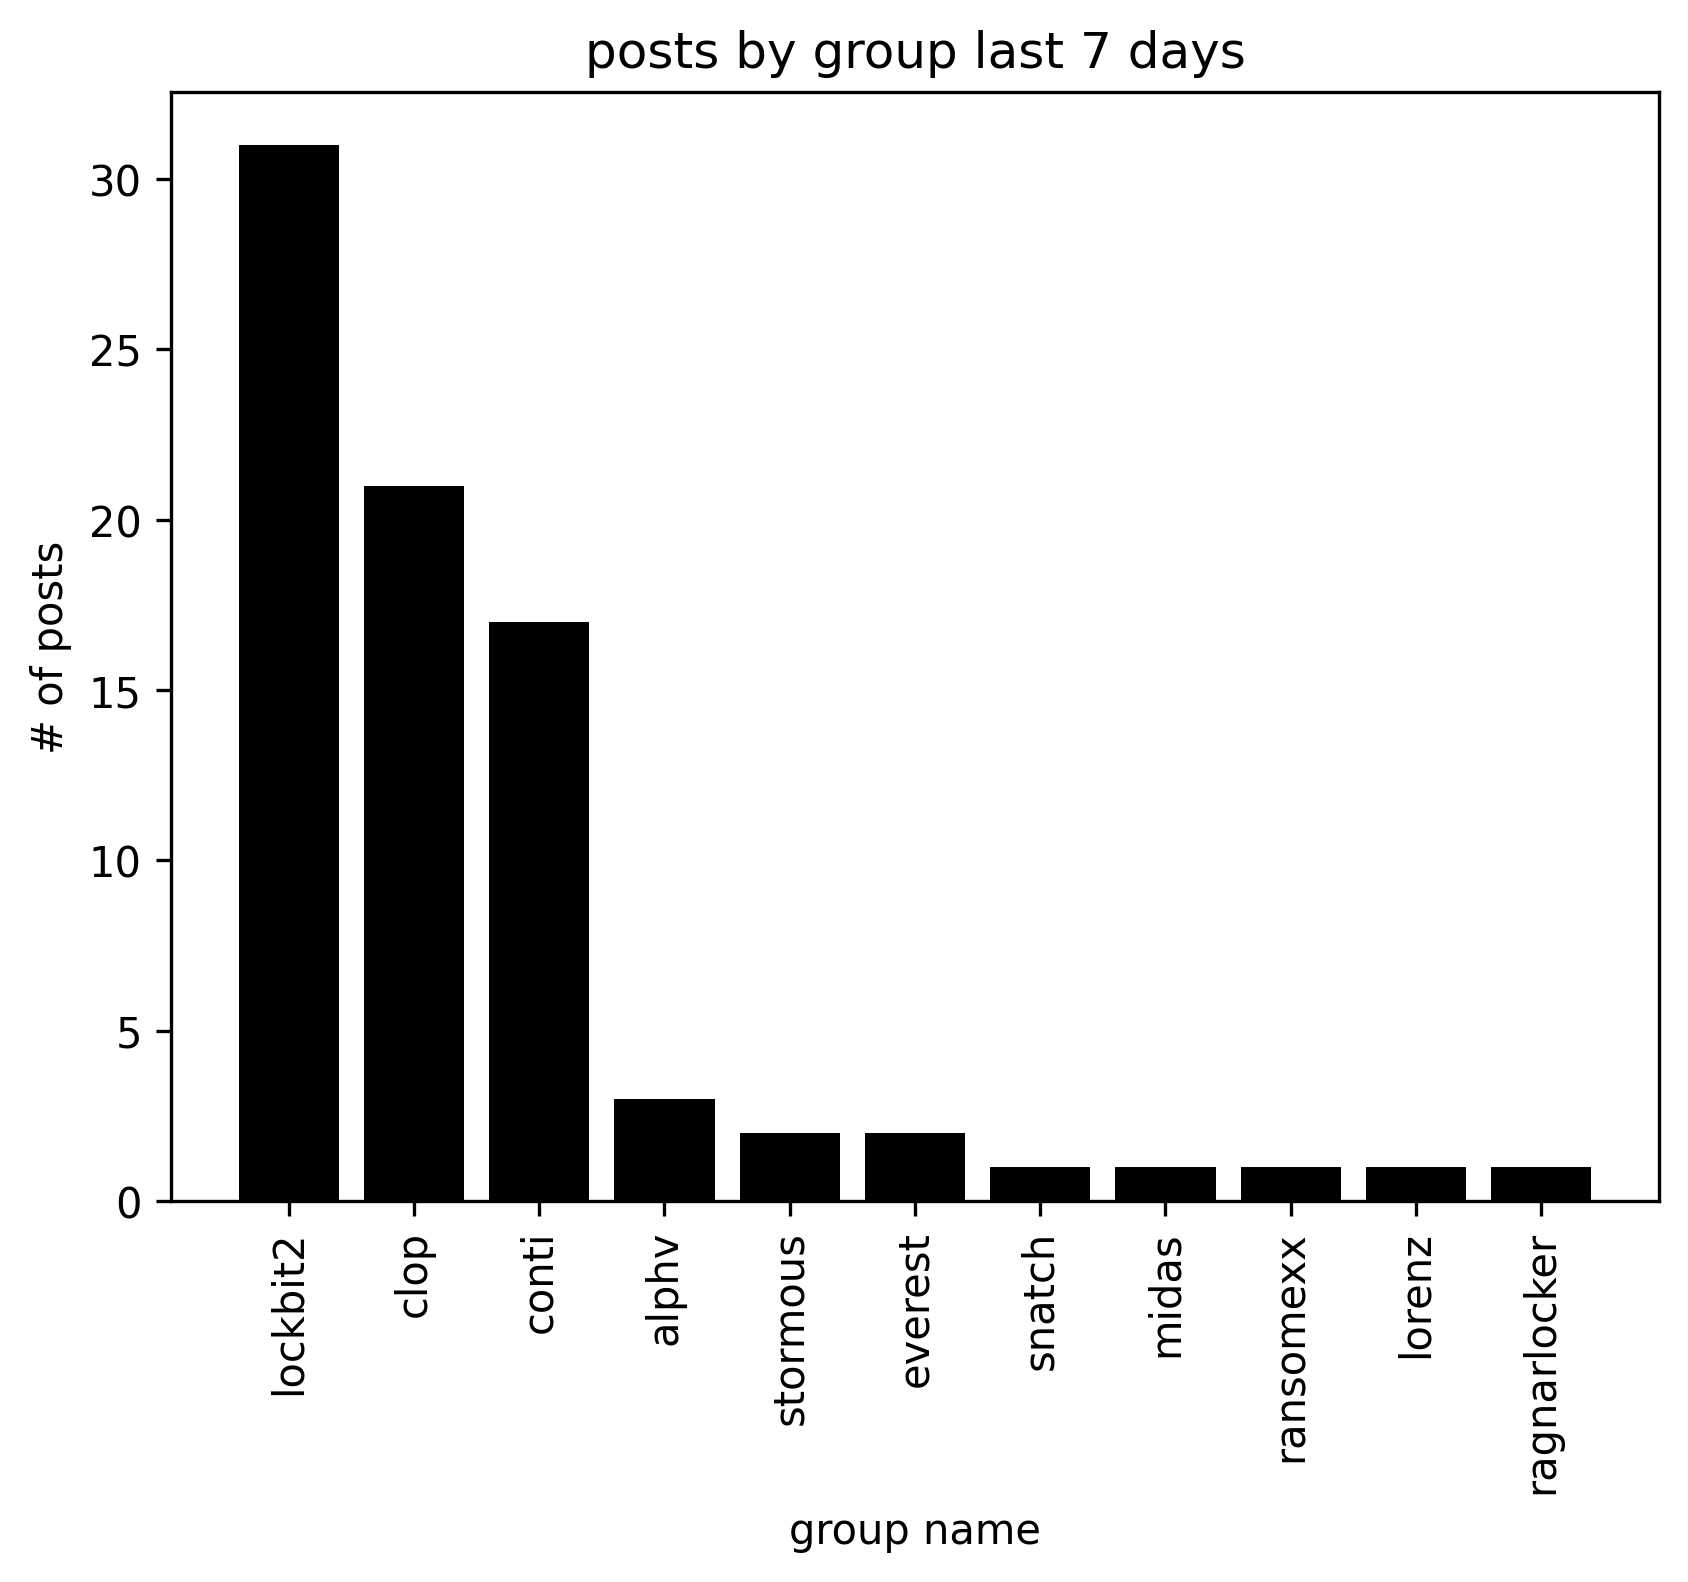 posts by group last 7 days
# of posts
30
25
20
15
10
5
0
lockbit2
clop
conti
alphv
stormous
everest
snatch
midas
ransomexx
lorenz
ragnarlocker
group name